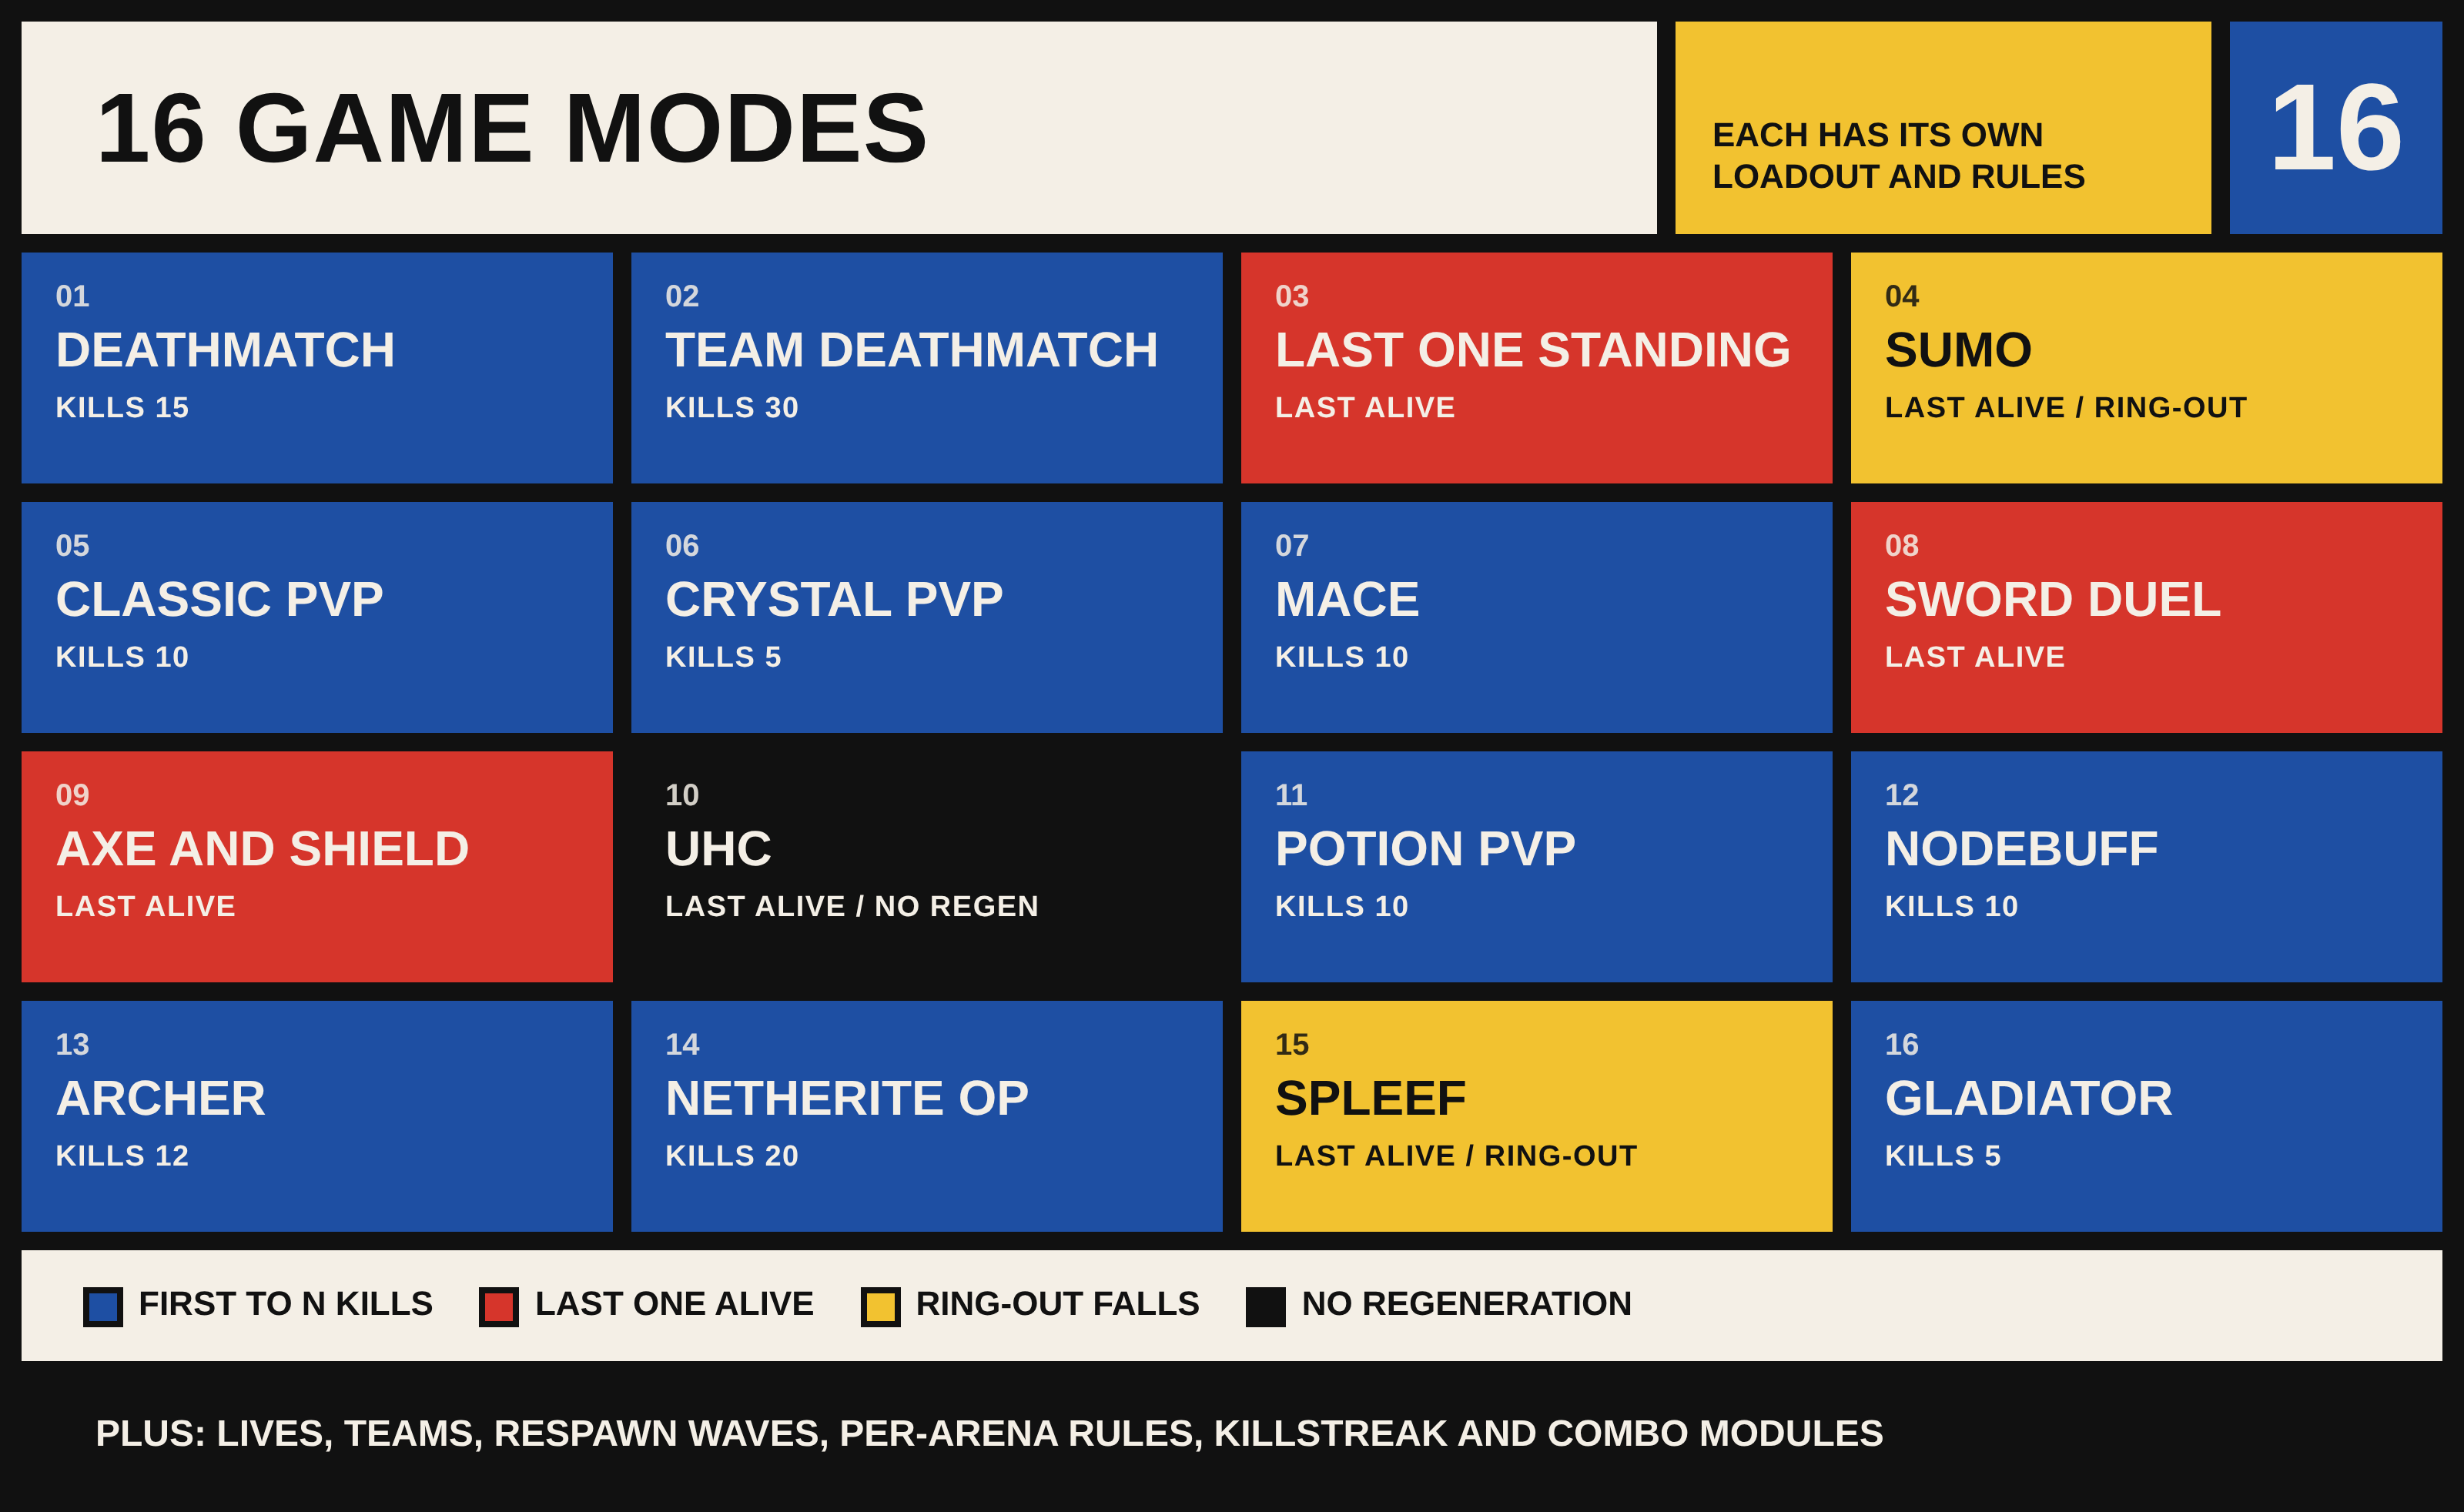 16 GAME MODES
EACH HAS ITS OWN
LOADOUT AND RULES
16
01
DEATHMATCH
KILLS 15
02
TEAM DEATHMATCH
KILLS 30
03
LAST ONE STANDING
LAST ALIVE
04
SUMO
LAST ALIVE / RING-OUT
05
CLASSIC PVP
KILLS 10
06
CRYSTAL PVP
KILLS 5
07
MACE
KILLS 10
08
SWORD DUEL
LAST ALIVE
09
AXE AND SHIELD
LAST ALIVE
10
UHC
LAST ALIVE / NO REGEN
11
POTION PVP
KILLS 10
12
NODEBUFF
KILLS 10
13
ARCHER
KILLS 12
14
NETHERITE OP
KILLS 20
15
SPLEEF
LAST ALIVE / RING-OUT
16
GLADIATOR
KILLS 5
FIRST TO N KILLS
LAST ONE ALIVE
RING-OUT FALLS
NO REGENERATION
PLUS: LIVES, TEAMS, RESPAWN WAVES, PER-ARENA RULES, KILLSTREAK AND COMBO MODULES